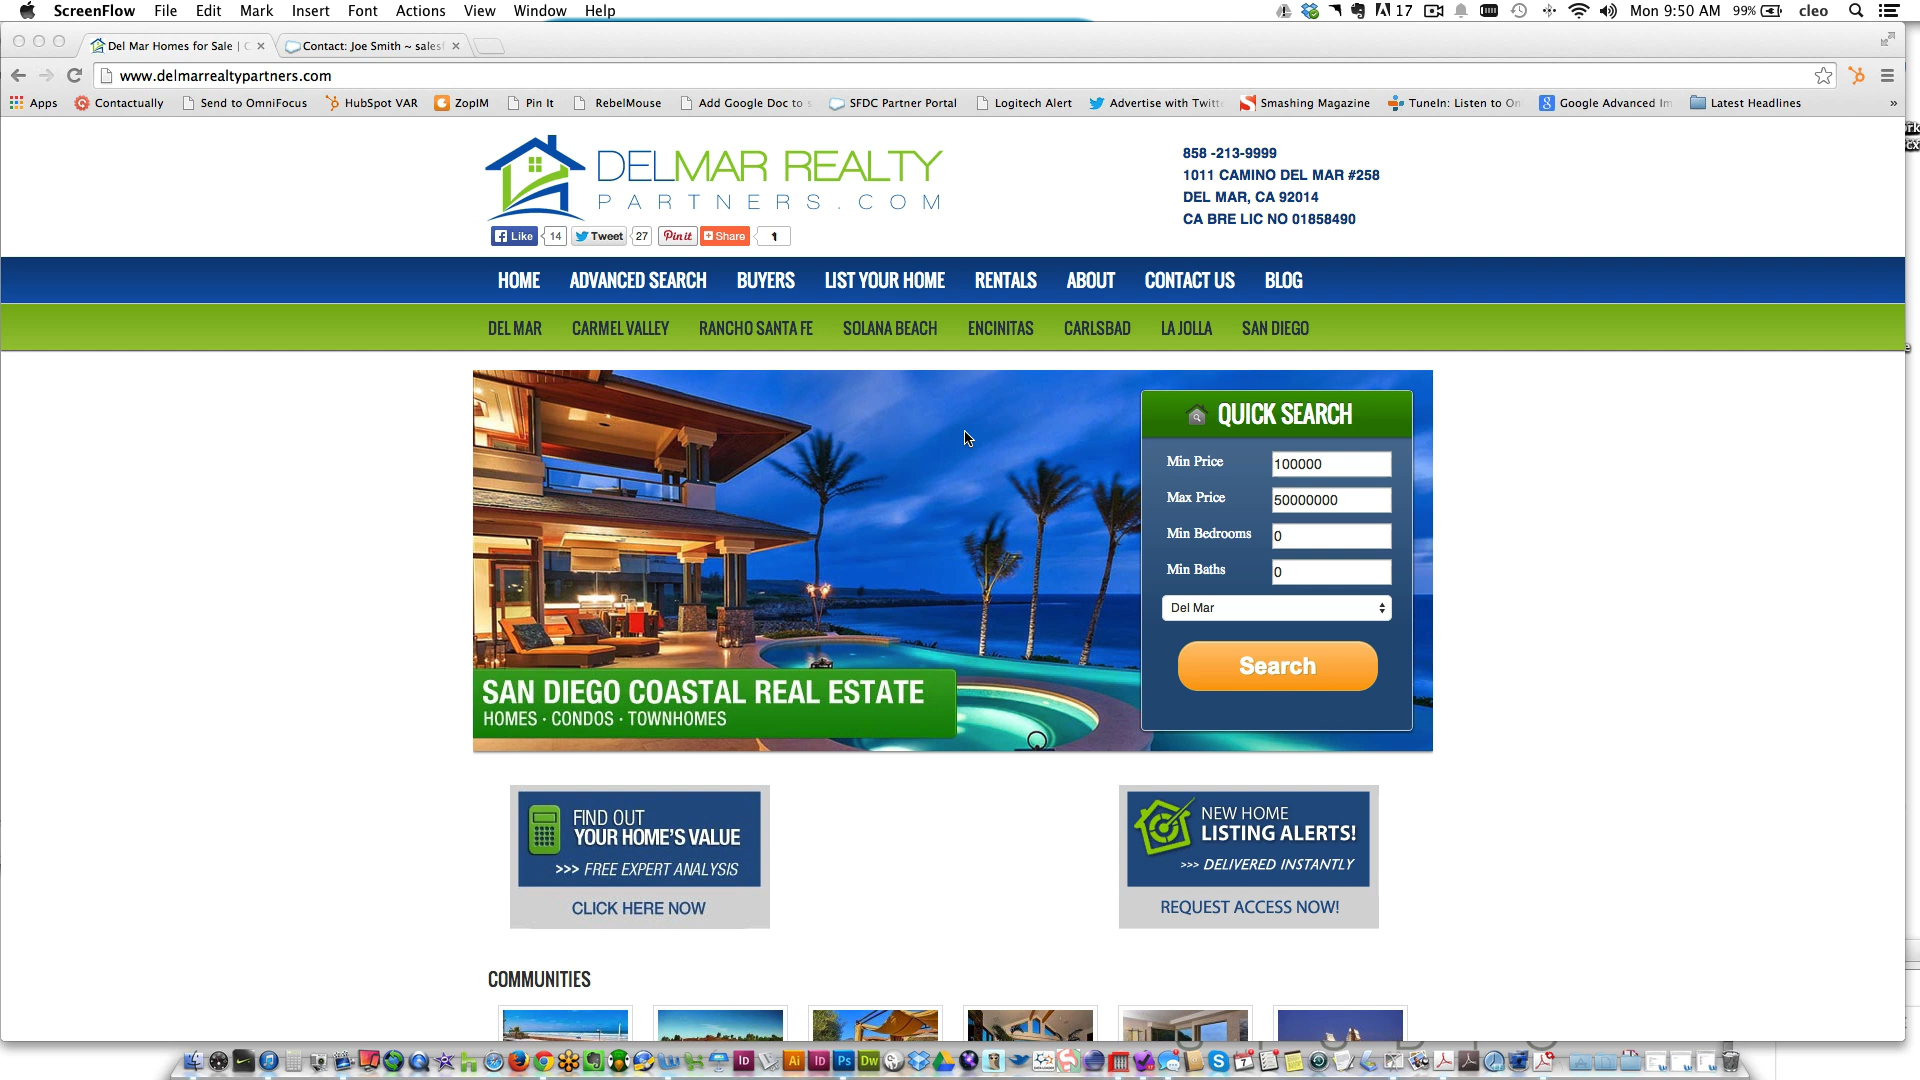 ScreenFlow File Edit Mark Insert Font Actions View Window Help 17 Mon 9:50 AM 99% cleo
Del Mar Homes for Sale | C Contact: Joe Smith ~ salesf
www.delmarrealtypartners.com
Apps Contactually Send to OmniFocus HubSpot VAR ZopIM Pin It RebelMouse Add Google Doc to s SFDC Partner Portal Logitech Alert Advertise with Twitt Smashing Magazine TuneIn: Listen to On Google Advanced Im Latest Headlines »
DELMAR REALTY
PARTNERS.COM
858 -213-9999
1011 CAMINO DEL MAR #258
DEL MAR, CA 92014
CA BRE LIC NO 01858490
Like 14 Tweet 27 Pin it Share 1
HOME ADVANCED SEARCH BUYERS LIST YOUR HOME RENTALS ABOUT CONTACT US BLOG
DEL MAR CARMEL VALLEY RANCHO SANTA FE SOLANA BEACH ENCINITAS CARLSBAD LA JOLLA SAN DIEGO
QUICK SEARCH
Min Price 100000
Max Price 50000000
Min Bedrooms 0
Min Baths 0
Del Mar
Search
SAN DIEGO COASTAL REAL ESTATE
HOMES · CONDOS · TOWNHOMES
FIND OUT
YOUR HOME'S VALUE
>>> FREE EXPERT ANALYSIS
CLICK HERE NOW
NEW HOME
LISTING ALERTS!
>>> DELIVERED INSTANTLY
REQUEST ACCESS NOW!
COMMUNITIES